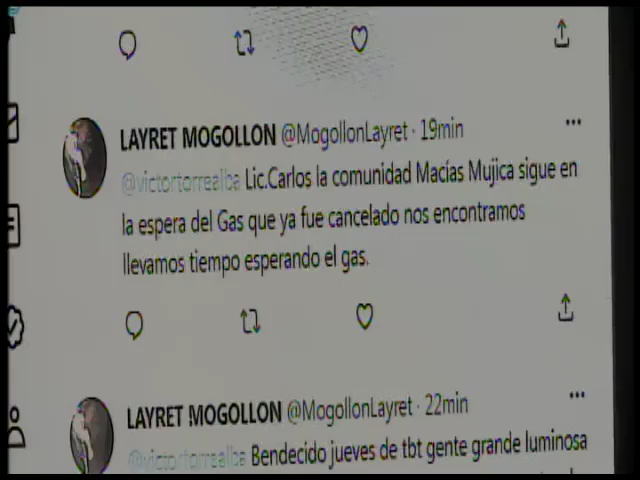 LAYRET MOGOLLON @MogollonLayret · 19min
@victortorrealba Lic.Carlos la comunidad Macías Mujica sigue en
la espera del Gas que ya fue cancelado nos encontramos
llevamos tiempo esperando el gas.
LAYRET MOGOLLON @MogollonLayret · 22min
@victortorrealba Bendecido jueves de tbt gente grande luminosa